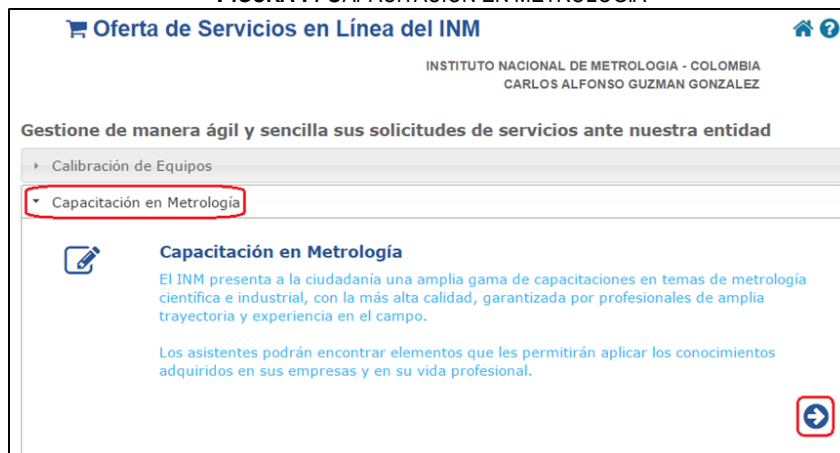 Oferta de Servicios en Línea del INM
INSTITUTO NACIONAL DE METROLOGIA - COLOMBIA
CARLOS ALFONSO GUZMAN GONZALEZ
Gestione de manera ágil y sencilla sus solicitudes de servicios ante nuestra entidad
Calibración de Equipos
Capacitación en Metrología
Capacitación en Metrología
El INM presenta a la ciudadanía una amplia gama de capacitaciones en temas de metrología
científica e industrial, con la más alta calidad, garantizada por profesionales de amplia
trayectoria y experiencia en el campo.
Los asistentes podrán encontrar elementos que les permitirán aplicar los conocimientos
adquiridos en sus empresas y en su vida profesional.